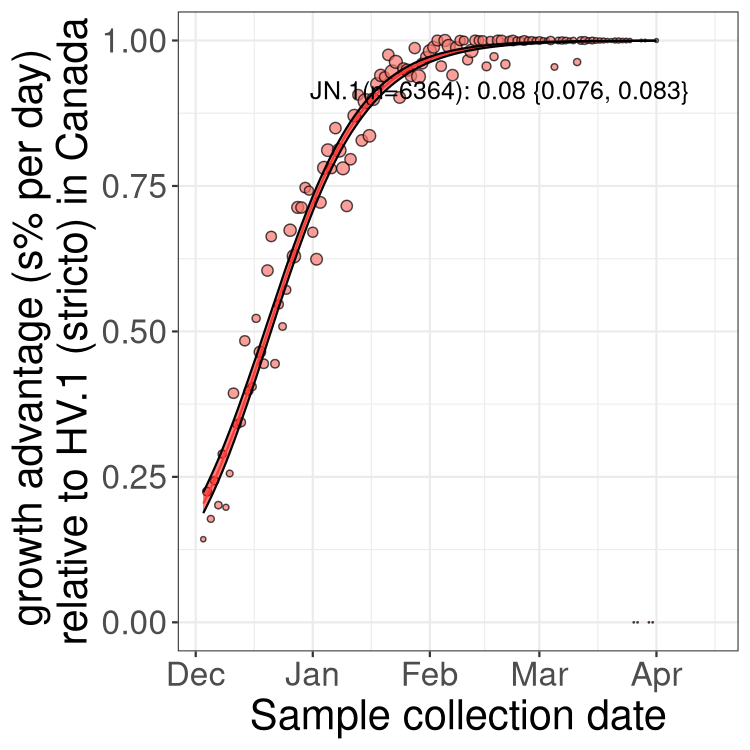 growth advantage (s% per day)
relative to HV.1 (stricto) in Canada
1.00
0.75
0.50
0.25
0.00
JN.1(n=6364): 0.08 {0.076, 0.083}
Dec Jan Feb Mar Apr
Sample collection date